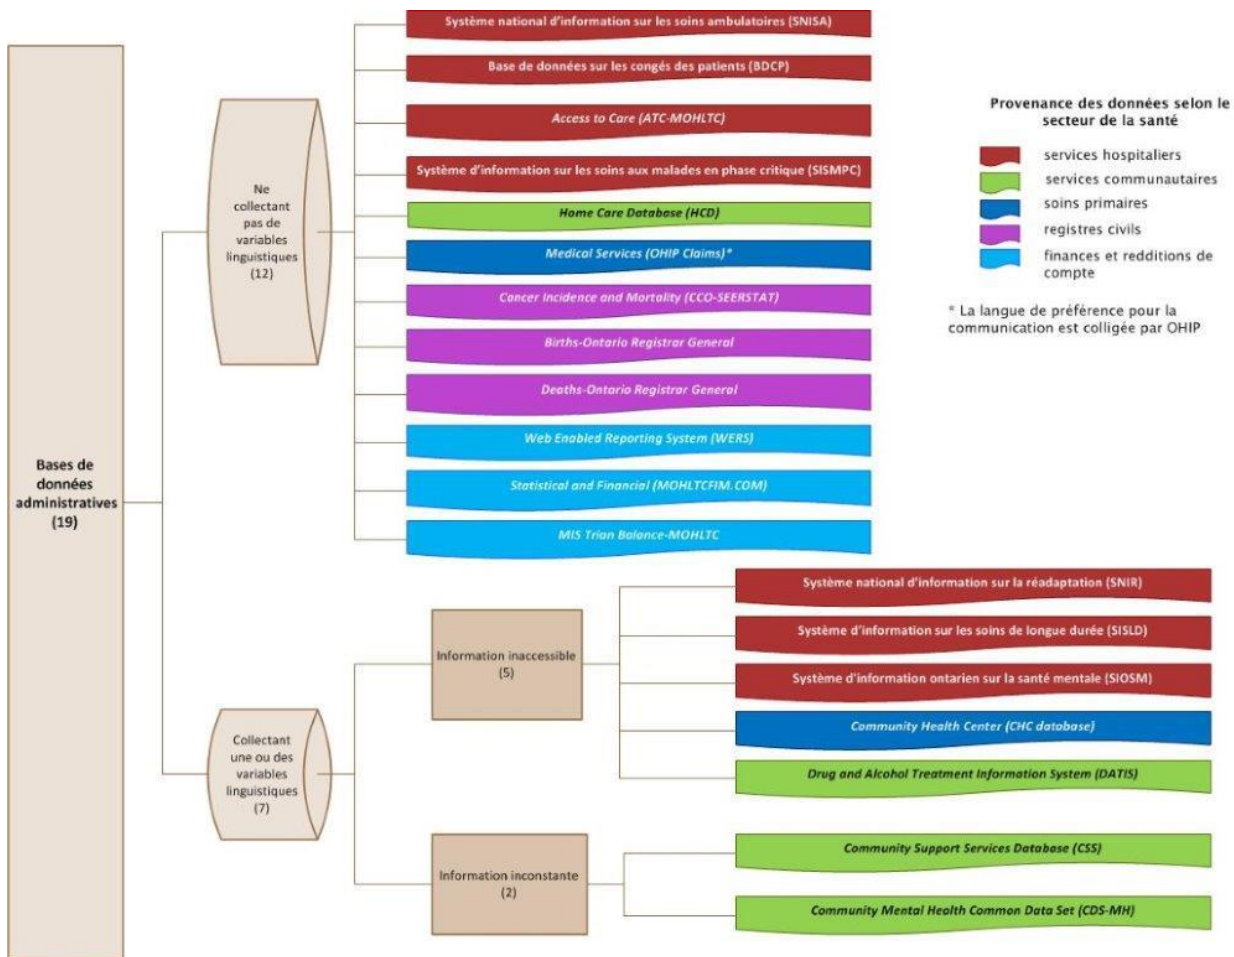 Bases de
données
administratives
(19)
Ne
collectant
pas de
variables
linguistiques
(12)
Système national d'information sur les soins ambulatoires (SNISA)
Base de données sur les congés des patients (BDCP)
Access to Care (ATC-MOHLTC)
Système d'information sur les soins aux malades en phase critique (SISMPC)
Home Care Database (HCD)
Medical Services (OHIP Claims)*
Cancer Incidence and Mortality (CCO-SEERSTAT)
Births-Ontario Registrar General
Deaths-Ontario Registrar General
Web Enabled Reporting System (WERS)
Statistical and Financial (MOHLTCFIM.COM)
MIS Trian Balance-MOHLTC
Provenance des données selon le
secteur de la santé
services hospitaliers
services communautaires
soins primaires
registres civils
finances et redditions de
compte
* La langue de préférence pour la
communication est colligée par OHIP
Collectant
une ou des
variables
linguistiques
(7)
Information inaccessible
(5)
Système national d'information sur la réadaptation (SNIR)
Système d'information sur les soins de longue durée (SISLD)
Système d'information ontarien sur la santé mentale (SIOSM)
Community Health Center (CHC database)
Drug and Alcohol Treatment Information System (DATIS)
Information inconstante
(2)
Community Support Services Database (CSS)
Community Mental Health Common Data Set (CDS-MH)